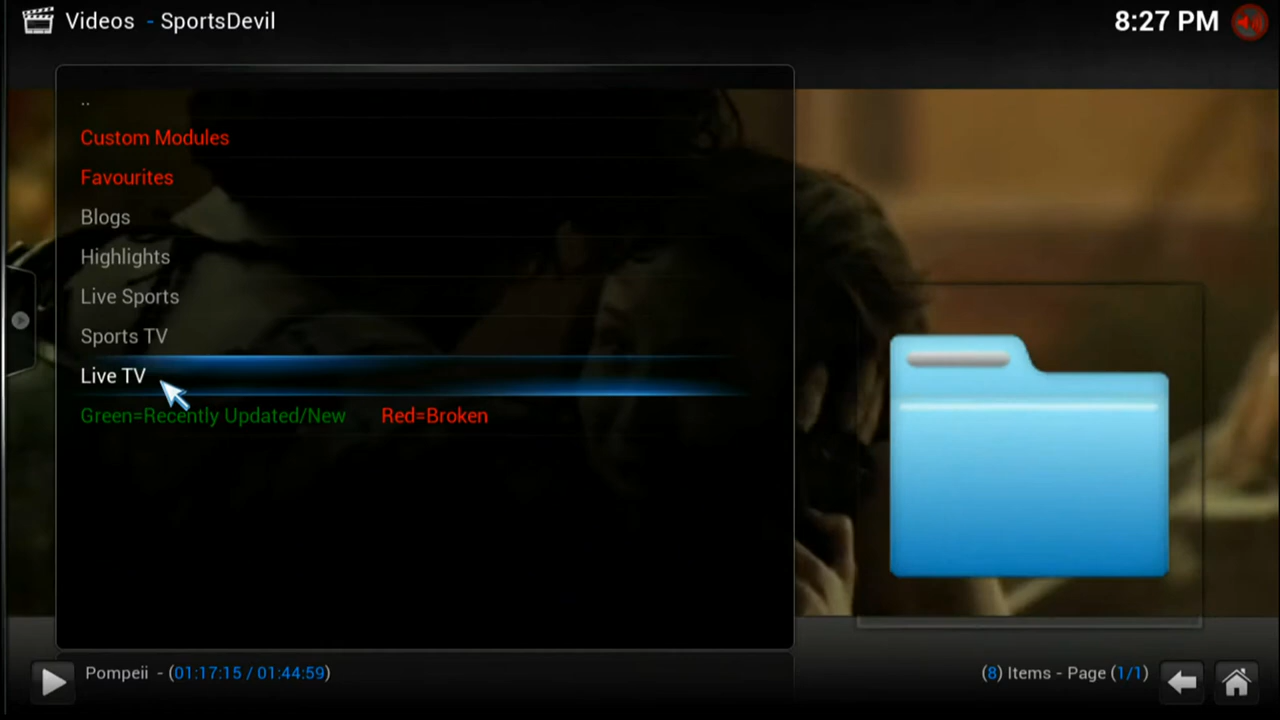 Videos - SportsDevil
8:27 PM
..
Custom Modules
Favourites
Blogs
Highlights
Live Sports
Sports TV
Live TV
Green=Recently Updated/New Red=Broken
Pompeii - (01:17:15 / 01:44:59)
(8) Items - Page (1/1)